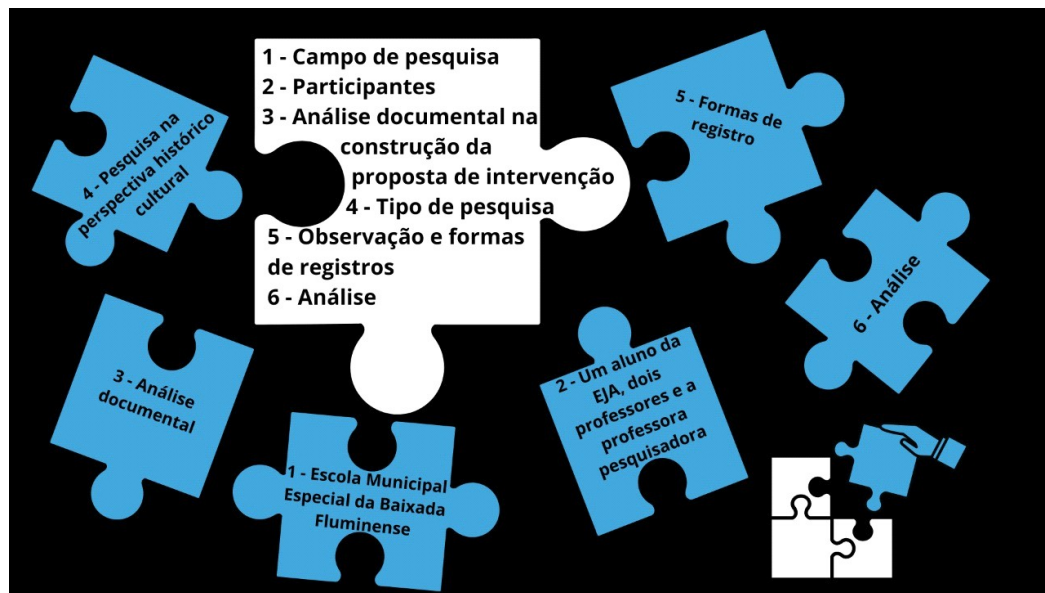 1 - Campo de pesquisa
2 - Participantes
3 - Análise documental na
construção da
proposta de intervenção
4 - Tipo de pesquisa
5 - Observação e formas
de registros
6 - Análise
4 - Pesquisa na
perspectiva histórico
cultural
5 - Formas de
registro
6 - Análise
3 - Análise
documental
2 - Um aluno da
EJA, dois
professores e a
professora
pesquisadora
1 - Escola Municipal
Especial da Baixada
Fluminense